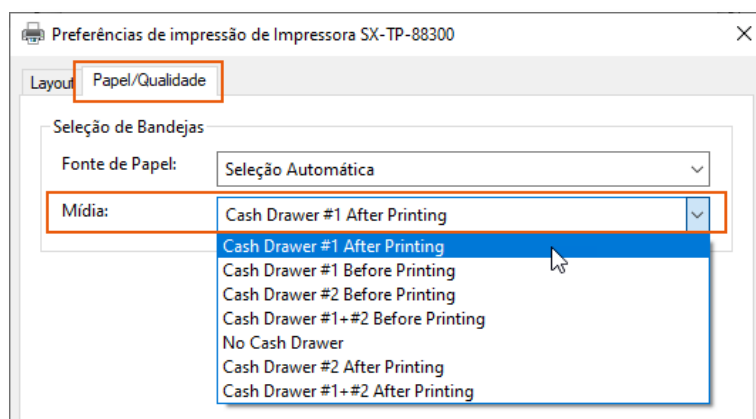 Preferências de impressão de Impressora SX-TP-88300
Layout
Papel/Qualidade
Seleção de Bandejas
Fonte de Papel:
Seleção Automática
Mídia:
Cash Drawer #1 After Printing
Cash Drawer #1 After Printing
Cash Drawer #1 Before Printing
Cash Drawer #2 Before Printing
Cash Drawer #1+#2 Before Printing
No Cash Drawer
Cash Drawer #2 After Printing
Cash Drawer #1+#2 After Printing